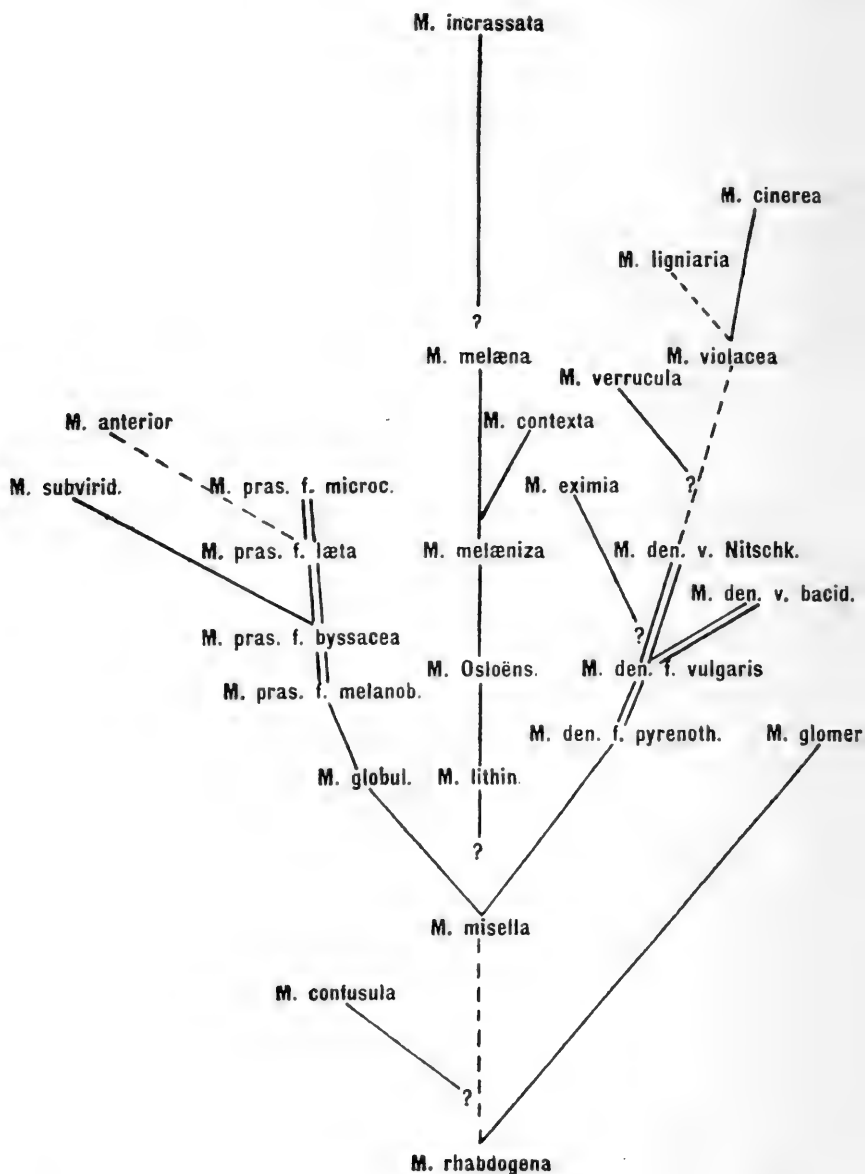 M. incrassata
M. cinerea
M. ligniaria
?
M. melæna
M. violacea
M. verrucula
M. anterior
M. contexta
M. subvirid.
M. pras. f. microc.
M. eximia
?
M. pras. f. læta
M. melæniza
M. den. v. Nitschk.
M. den. v. bacid.
M. pras. f. byssacea
?
M. Osloëns.
M. den. f. vulgaris
M. pras. f. melanob.
M. den. f. pyrenoth.
M. glomer
M. globul.
M. lithin.
?
M. misella
M. confusula
?
M. rhabdogena